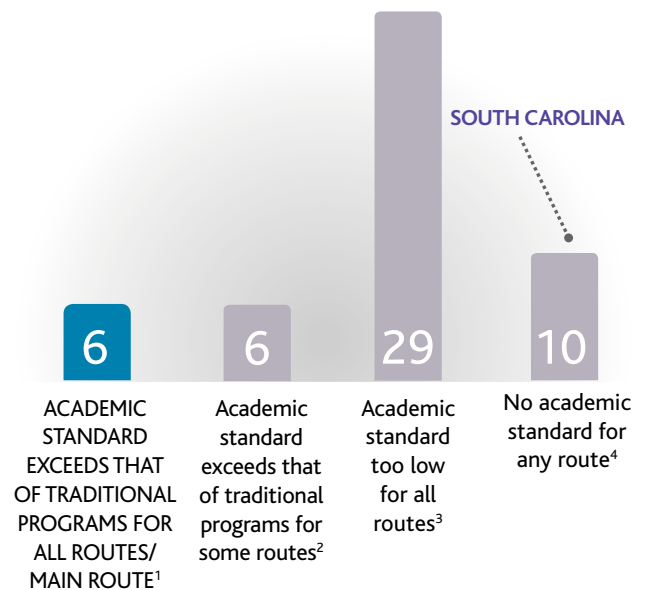 SOUTH CAROLINA
6
6
29
10
ACADEMIC
STANDARD
EXCEEDS THAT
OF TRADITIONAL
PROGRAMS FOR
ALL ROUTES/
MAIN ROUTE¹
Academic
standard
exceeds that
of traditional
programs for
some routes²
Academic
standard
too low
for all
routes³
No academic
standard for
any route⁴